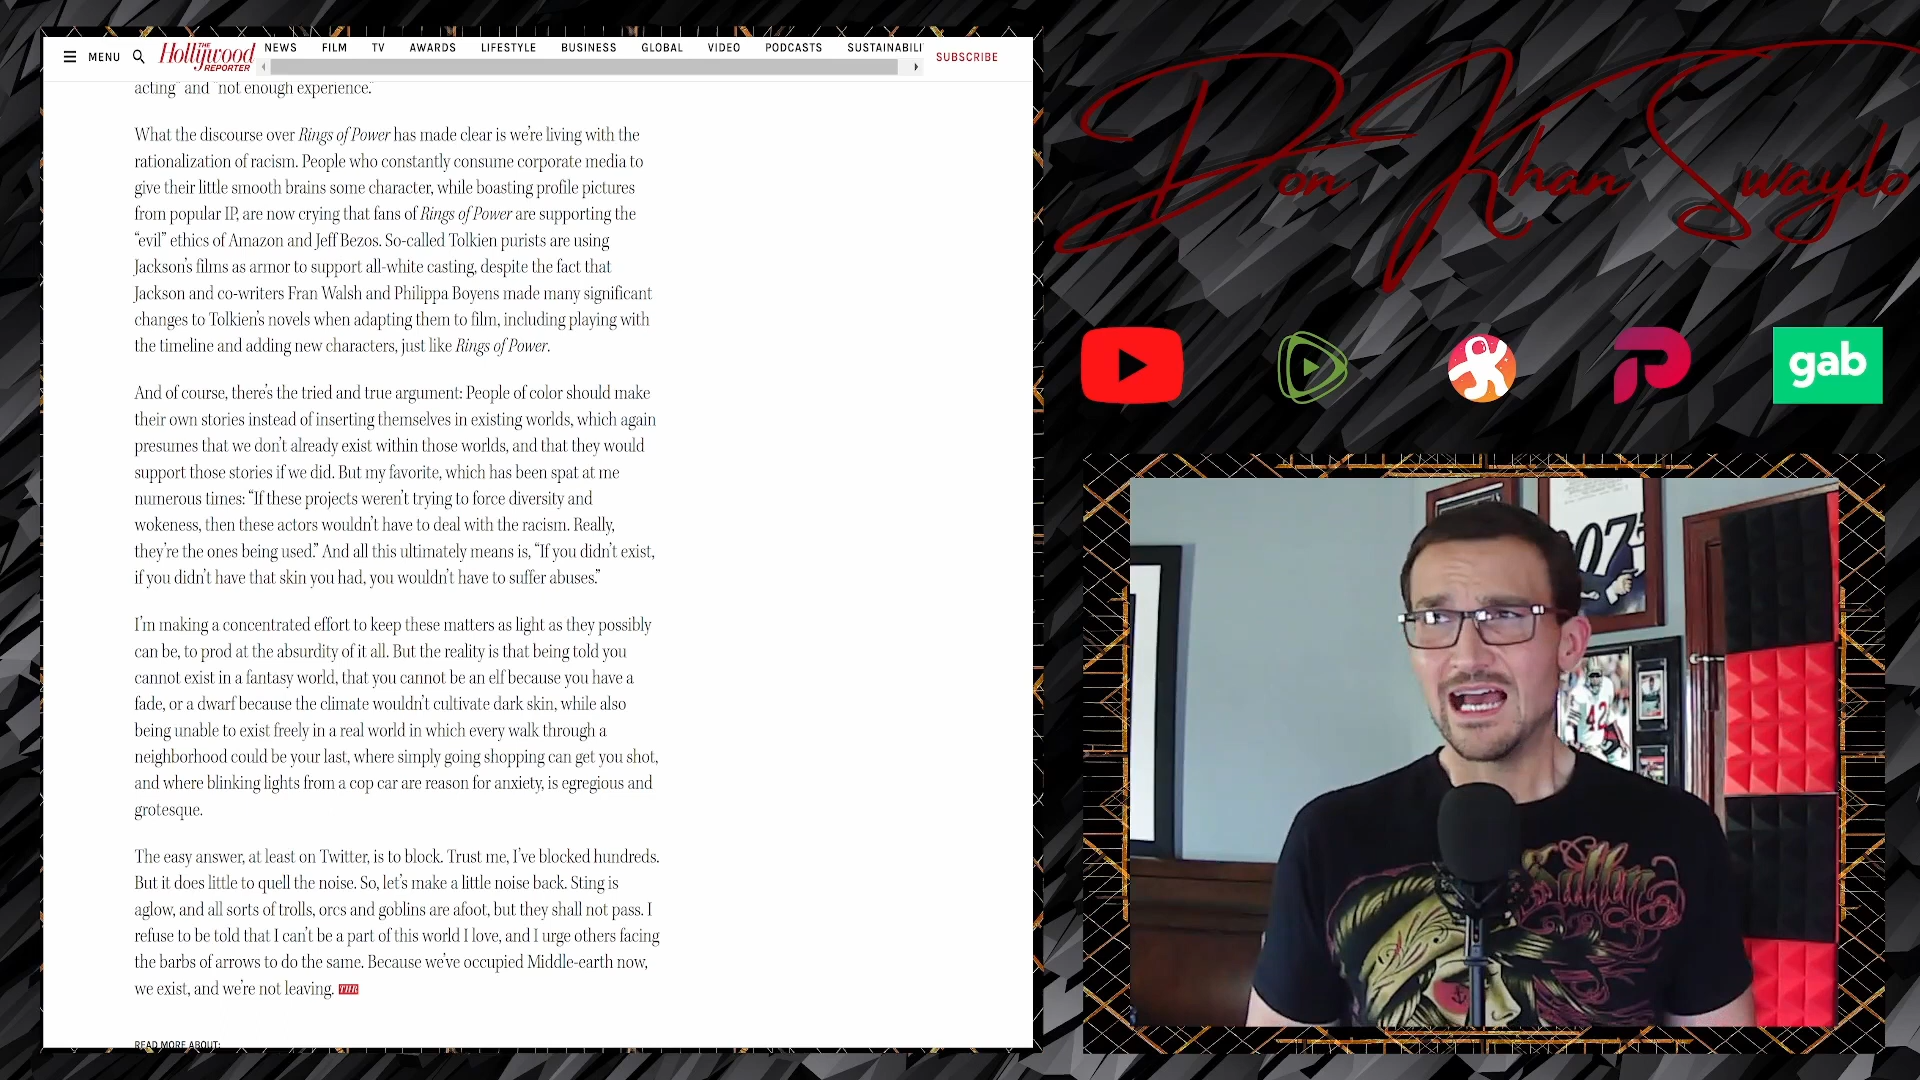 MENU
THE
Hollywood
REPORTER
NEWS FILM TV AWARDS LIFESTYLE BUSINESS GLOBAL VIDEO PODCASTS SUSTAINABILI
SUBSCRIBE
acting" and "not enough experience."
What the discourse over Rings of Power has made clear is we're living with the
rationalization of racism. People who constantly consume corporate media to
give their little smooth brains some character, while boasting profile pictures
from popular IP, are now crying that fans of Rings of Power are supporting the
“evil” ethics of Amazon and Jeff Bezos. So-called Tolkien purists are using
Jackson's films as armor to support all-white casting, despite the fact that
Jackson and co-writers Fran Walsh and Philippa Boyens made many significant
changes to Tolkien's novels when adapting them to film, including playing with
the timeline and adding new characters, just like Rings of Power.
And of course, there's the tried and true argument: People of color should make
their own stories instead of inserting themselves in existing worlds, which again
presumes that we don't already exist within those worlds, and that they would
support those stories if we did. But my favorite, which has been spat at me
numerous times: “If these projects weren't trying to force diversity and
wokeness, then these actors wouldn't have to deal with the racism. Really,
they're the ones being used.” And all this ultimately means is, “If you didn't exist,
if you didn't have that skin you had, you wouldn't have to suffer abuses.”
I'm making a concentrated effort to keep these matters as light as they possibly
can be, to prod at the absurdity of it all. But the reality is that being told you
cannot exist in a fantasy world, that you cannot be an elf because you have a
fade, or a dwarf because the climate wouldn't cultivate dark skin, while also
being unable to exist freely in a real world in which every walk through a
neighborhood could be your last, where simply going shopping can get you shot,
and where blinking lights from a cop car are reason for anxiety, is egregious and
grotesque.
The easy answer, at least on Twitter, is to block. Trust me, I've blocked hundreds.
But it does little to quell the noise. So, let's make a little noise back. Sting is
aglow, and all sorts of trolls, orcs and goblins are afoot, but they shall not pass. I
refuse to be told that I can't be a part of this world I love, and I urge others facing
the barbs of arrows to do the same. Because we've occupied Middle-earth now,
we exist, and we're not leaving. THR
READ MORE ABOUT:
Don Khan Swaylo
gab
007
42
Sullen